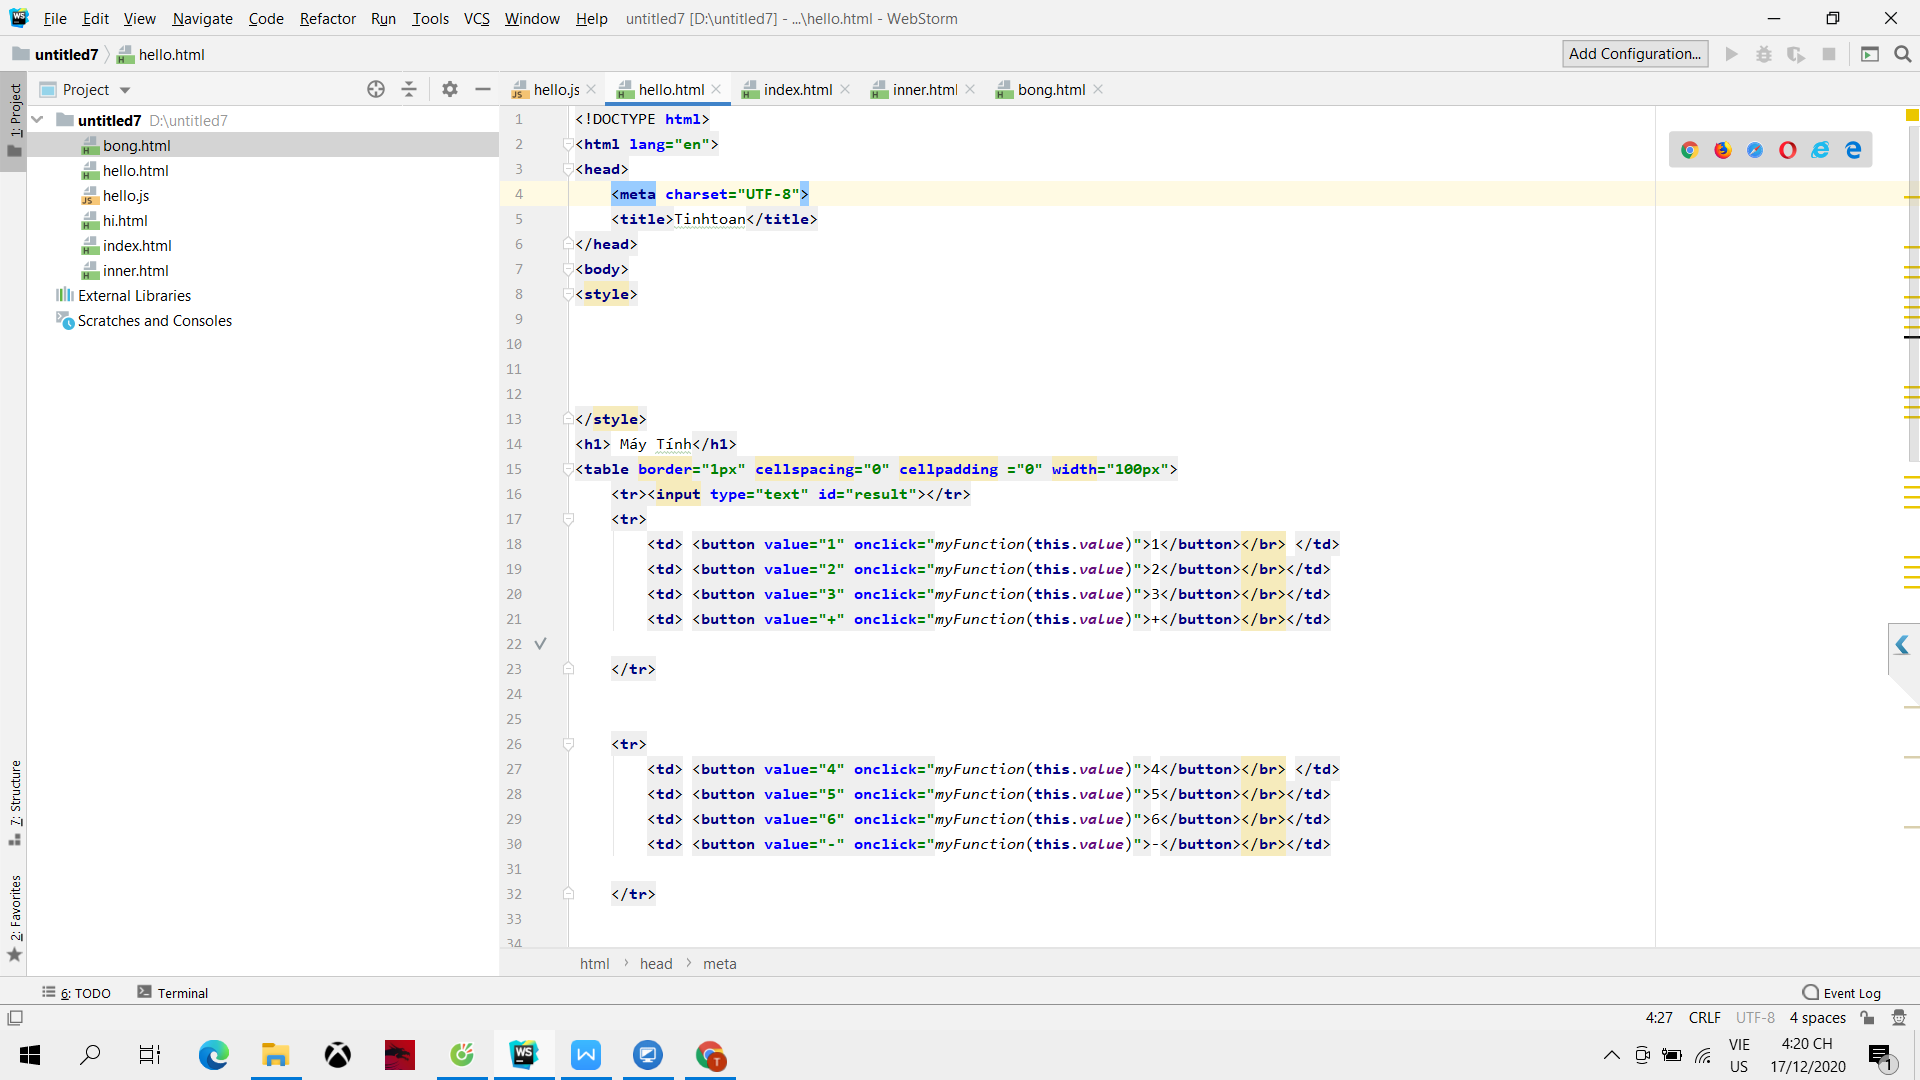 File Edit View Navigate Code Refactor Run Tools VCS Window Help untitled7 [D:\untitled7] - ...\hello.html - WebStorm
untitled7 hello.html Add Configuration...
1: Project
Project
hello.js hello.html index.html inner.html bong.html
untitled7 D:\untitled7
bong.html
hello.html
hello.js
hi.html
index.html
inner.html
External Libraries
Scratches and Consoles
7: Structure
2: Favorites
1 <!DOCTYPE html>
2 <html lang="en">
3 <head>
4 <meta charset="UTF-8">
5 <title>Tinhtoan</title>
6 </head>
7 <body>
8 <style>
9
10
11
12
13 </style>
14 <h1> Máy Tính</h1>
15 <table border="1px" cellspacing="0" cellpadding ="0" width="100px">
16 <tr><input type="text" id="result"></tr>
17 <tr>
18 <td> <button value="1" onclick="myFunction(this.value)">1</button></br> </td>
19 <td> <button value="2" onclick="myFunction(this.value)">2</button></br></td>
20 <td> <button value="3" onclick="myFunction(this.value)">3</button></br></td>
21 <td> <button value="+" onclick="myFunction(this.value)">+</button></br></td>
22
23 </tr>
24
25
26 <tr>
27 <td> <button value="4" onclick="myFunction(this.value)">4</button></br> </td>
28 <td> <button value="5" onclick="myFunction(this.value)">5</button></br></td>
29 <td> <button value="6" onclick="myFunction(this.value)">6</button></br></td>
30 <td> <button value="-" onclick="myFunction(this.value)">-</button></br></td>
31
32 </tr>
33
34
html head meta
6: TODO Terminal Event Log
4:27 CRLF UTF-8 4 spaces
VIE 4:20 CH
US 17/12/2020 1